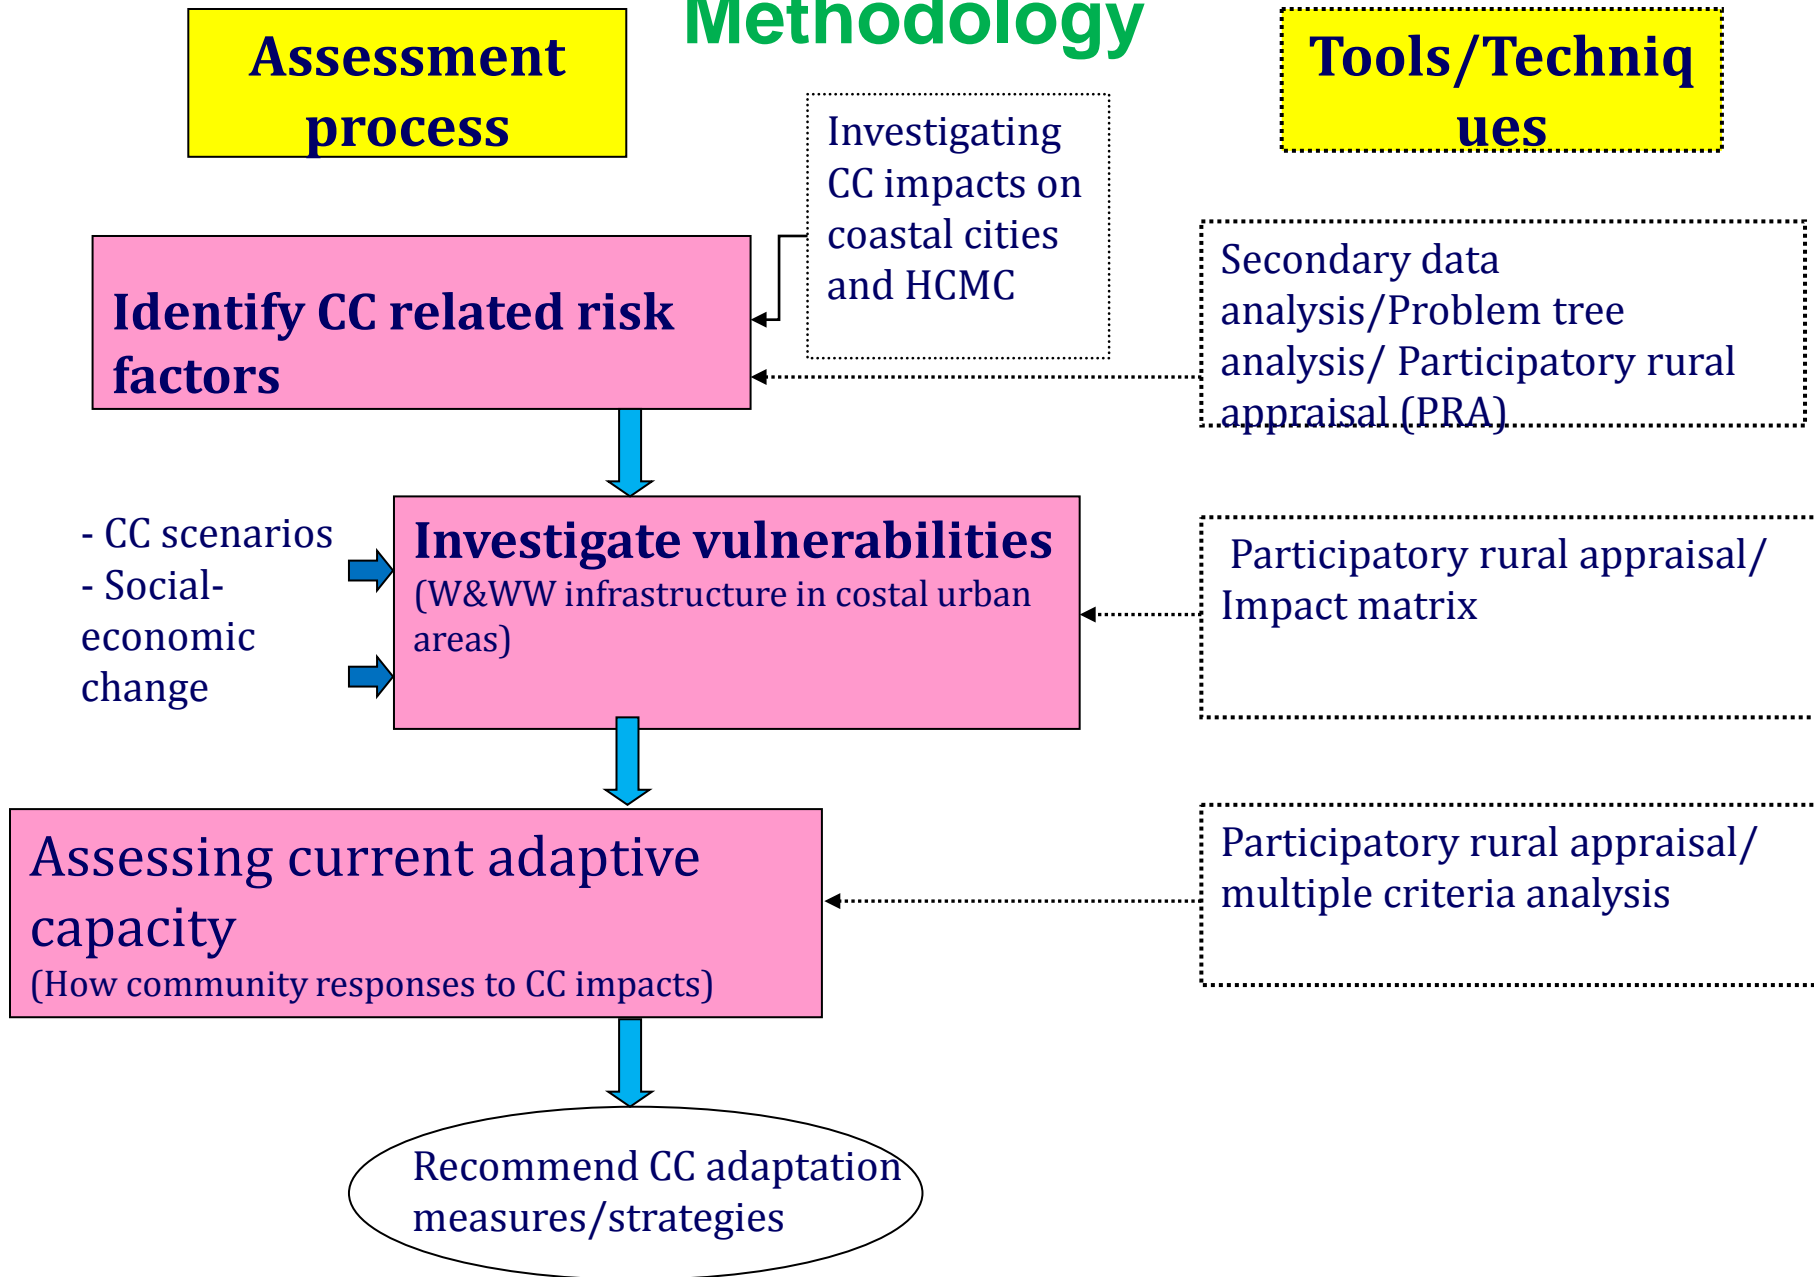 Methodology
Assessment
process
Tools/Techniq
ues
Investigating
CC impacts on
coastal cities
and HCMC
Identify CC related risk
factors
Secondary data
analysis/Problem tree
analysis/ Participatory rural
appraisal (PRA)
- CC scenarios
- Social-
economic
change
Investigate vulnerabilities
(W&WW infrastructure in costal urban
areas)
Participatory rural appraisal/
Impact matrix
Assessing current adaptive
capacity
(How community responses to CC impacts)
Participatory rural appraisal/
multiple criteria analysis
Recommend CC adaptation
measures/strategies